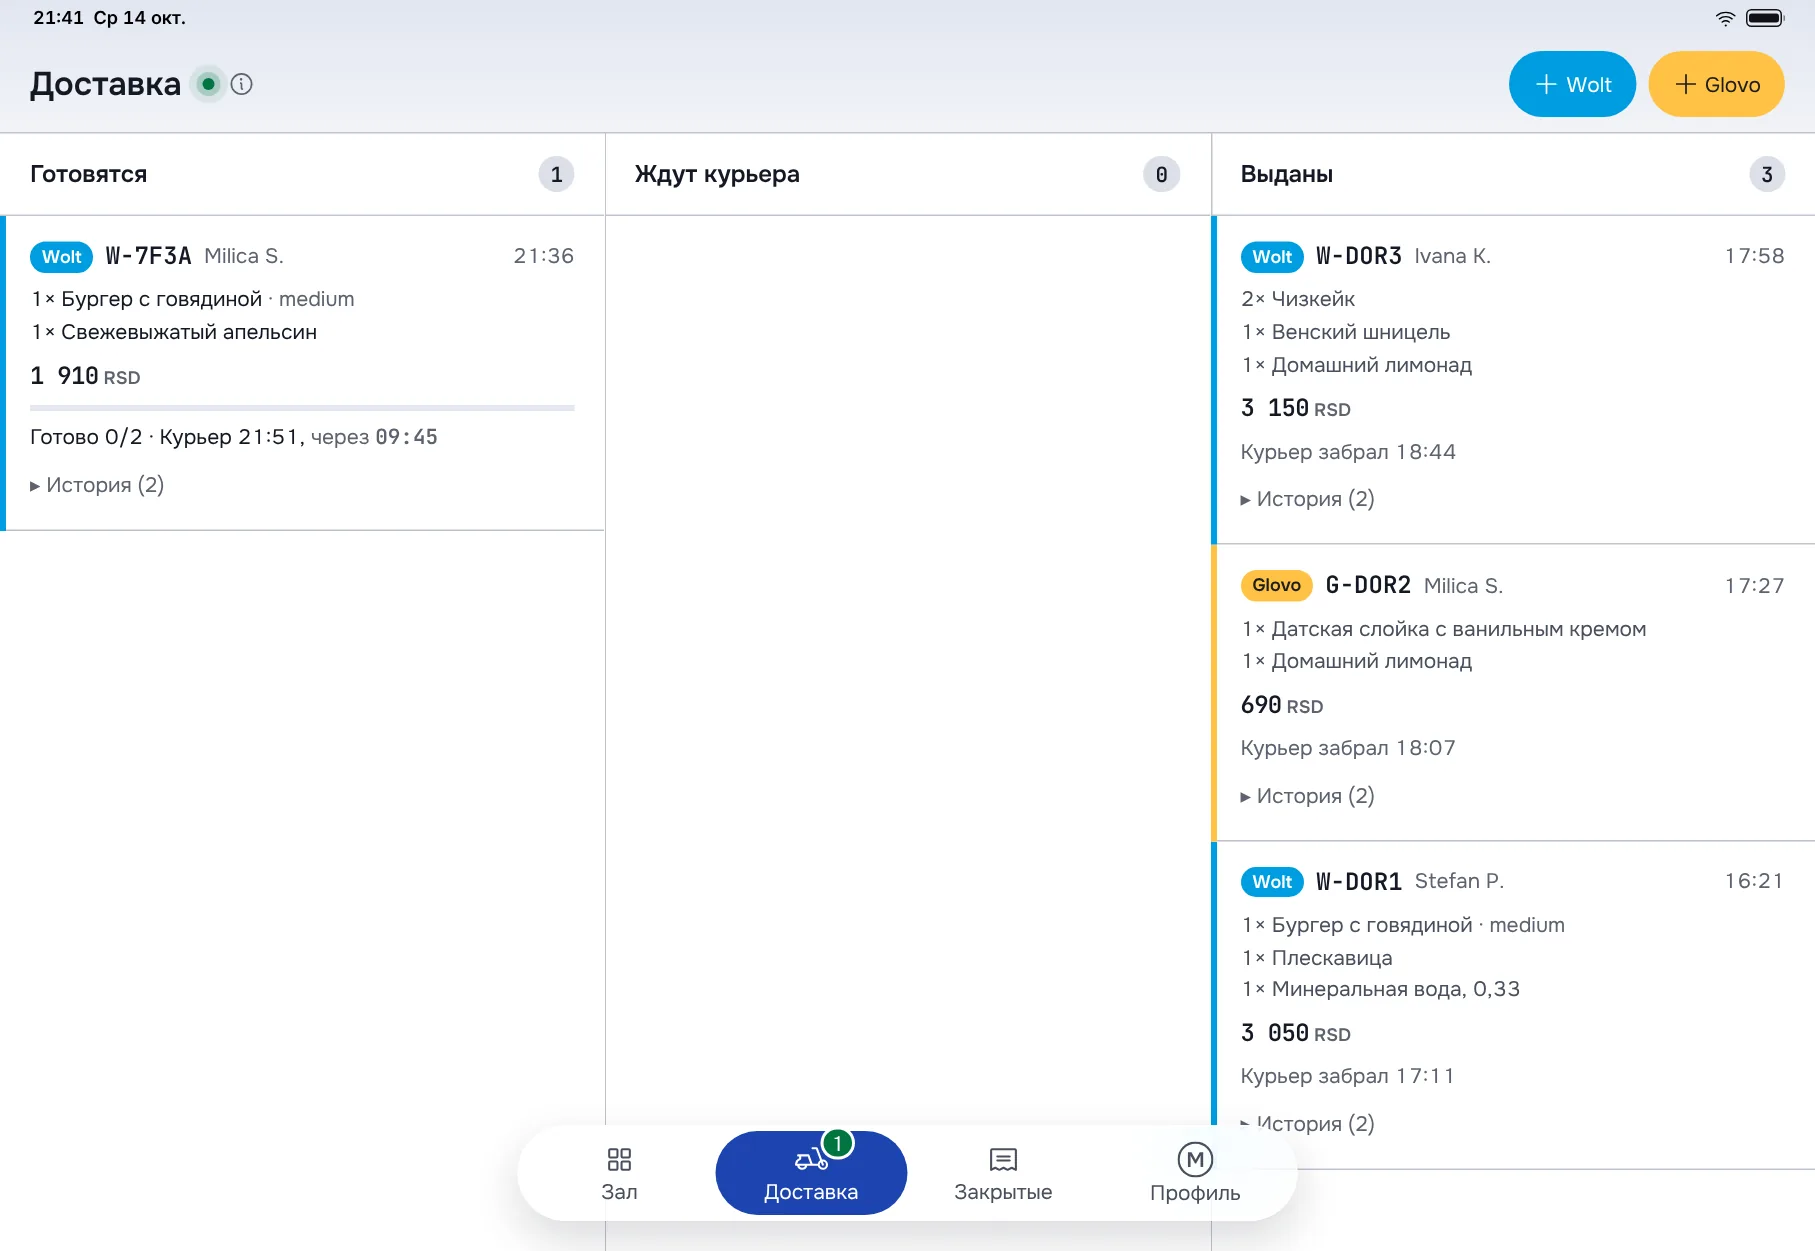 21:41 Ср 14 окт.
Доставка
+ Wolt
+ Glovo
Готовятся 1
Wolt W-7F3A Milica S. 21:36
1× Бургер с говядиной · medium
1× Свежевыжатый апельсин
1 910 RSD
Готово 0/2 · Курьер 21:51, через 09:45
▸ История (2)
Ждут курьера 0
Выданы 3
Wolt W-DOR3 Ivana K. 17:58
2× Чизкейк
1× Венский шницель
1× Домашний лимонад
3 150 RSD
Курьер забрал 18:44
▸ История (2)
Glovo G-DOR2 Milica S. 17:27
1× Датская слойка с ванильным кремом
1× Домашний лимонад
690 RSD
Курьер забрал 18:07
▸ История (2)
Wolt W-DOR1 Stefan P. 16:21
1× Бургер с говядиной · medium
1× Плескавица
1× Минеральная вода, 0,33
3 050 RSD
Курьер забрал 17:11
▸ История (2)
Зал
1
Доставка
Закрытые
M
Профиль